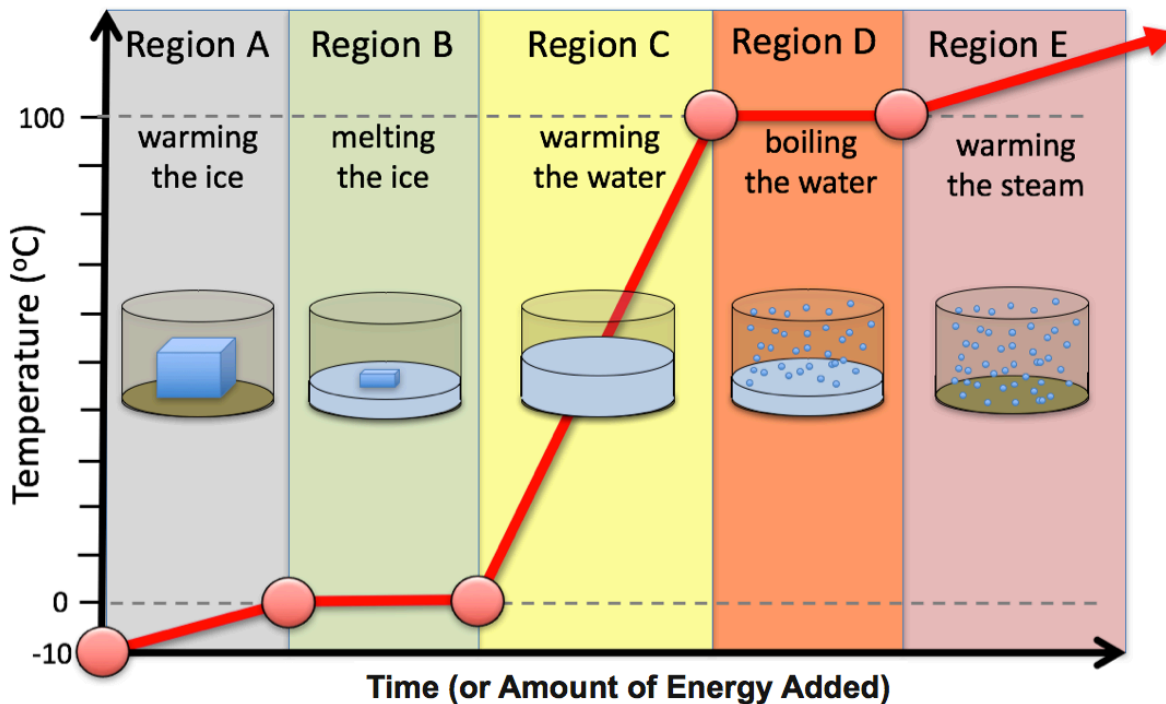 Region A
Region B
Region C
Region D
Region E
100
warming
the ice
melting
the ice
warming
the water
boiling
the water
warming
the steam
Temperature (oC)
0
-10
Time (or Amount of Energy Added)